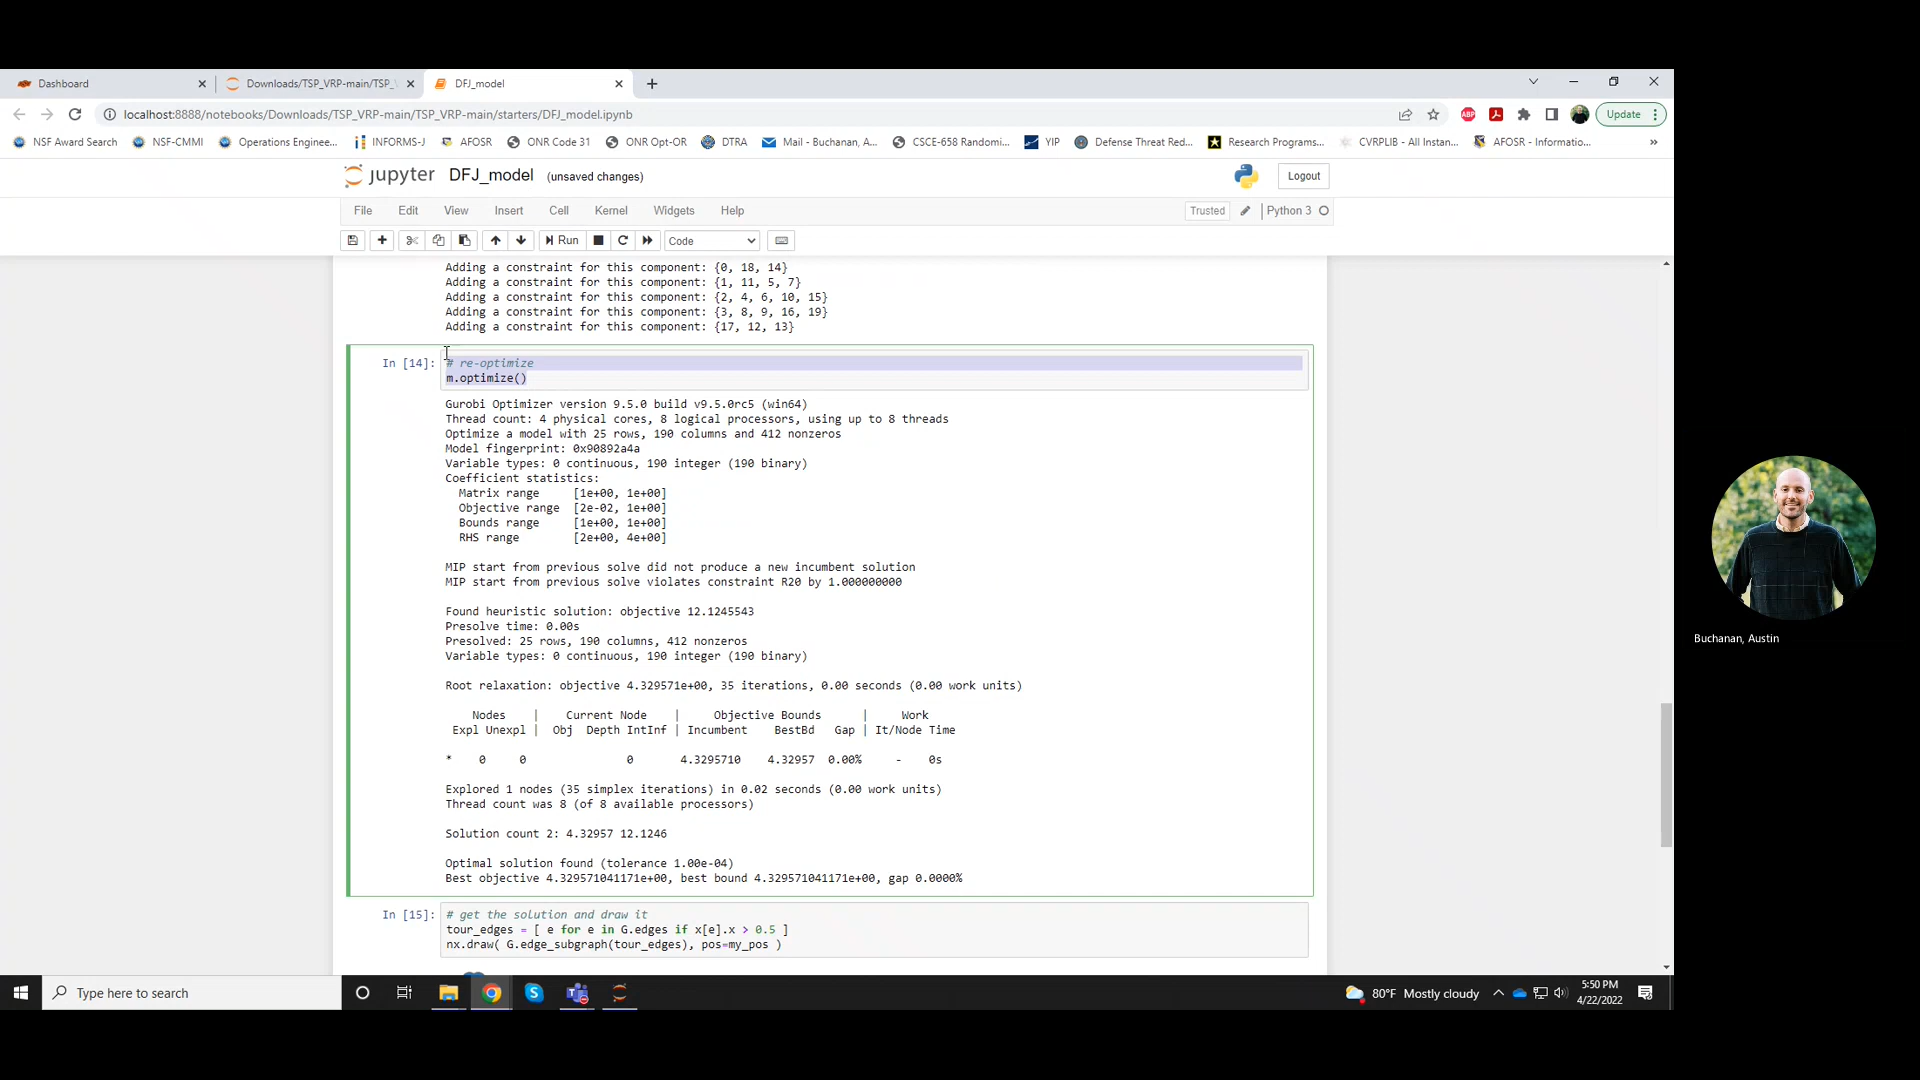 Dashboard
Downloads/TSP_VRP-main/TSP_V
DFJ_model
localhost:8888/notebooks/Downloads/TSP_VRP-main/TSP_VRP-main/starters/DFJ_model.ipynb
ABP
Update
NSF Award Search
NSF-CMMI
Operations Enginee...
INFORMS-J
AFOSR
ONR Code 31
ONR Opt-OR
DTRA
Mail - Buchanan, A...
CSCE-658 Randomi...
YIP
Defense Threat Red...
Research Programs...
CVRPLIB - All Instan...
AFOSR - Informatio...
»
jupyter DFJ_model (unsaved changes)
Logout
File Edit View Insert Cell Kernel Widgets Help
Trusted
Python 3
Run
Code
Adding a constraint for this component: {0, 18, 14}
Adding a constraint for this component: {1, 11, 5, 7}
Adding a constraint for this component: {2, 4, 6, 10, 15}
Adding a constraint for this component: {3, 8, 9, 16, 19}
Adding a constraint for this component: {17, 12, 13}
In [14]: # re-optimize
m.optimize()
Gurobi Optimizer version 9.5.0 build v9.5.0rc5 (win64)
Thread count: 4 physical cores, 8 logical processors, using up to 8 threads
Optimize a model with 25 rows, 190 columns and 412 nonzeros
Model fingerprint: 0x90892a4a
Variable types: 0 continuous, 190 integer (190 binary)
Coefficient statistics:
Matrix range [1e+00, 1e+00]
Objective range [2e-02, 1e+00]
Bounds range [1e+00, 1e+00]
RHS range [2e+00, 4e+00]
MIP start from previous solve did not produce a new incumbent solution
MIP start from previous solve violates constraint R20 by 1.000000000
Found heuristic solution: objective 12.1245543
Presolve time: 0.00s
Presolved: 25 rows, 190 columns, 412 nonzeros
Variable types: 0 continuous, 190 integer (190 binary)
Root relaxation: objective 4.329571e+00, 35 iterations, 0.00 seconds (0.00 work units)
Nodes | Current Node | Objective Bounds | Work
Expl Unexpl | Obj Depth IntInf | Incumbent BestBd Gap | It/Node Time
* 0 0 0 4.3295710 4.32957 0.00% - 0s
Explored 1 nodes (35 simplex iterations) in 0.02 seconds (0.00 work units)
Thread count was 8 (of 8 available processors)
Solution count 2: 4.32957 12.1246
Optimal solution found (tolerance 1.00e-04)
Best objective 4.329571041171e+00, best bound 4.329571041171e+00, gap 0.0000%
In [15]: # get the solution and draw it
tour_edges = [ e for e in G.edges if x[e].x > 0.5 ]
nx.draw( G.edge_subgraph(tour_edges), pos=my_pos )
Buchanan, Austin
Type here to search
80°F Mostly cloudy
5:50 PM
4/22/2022